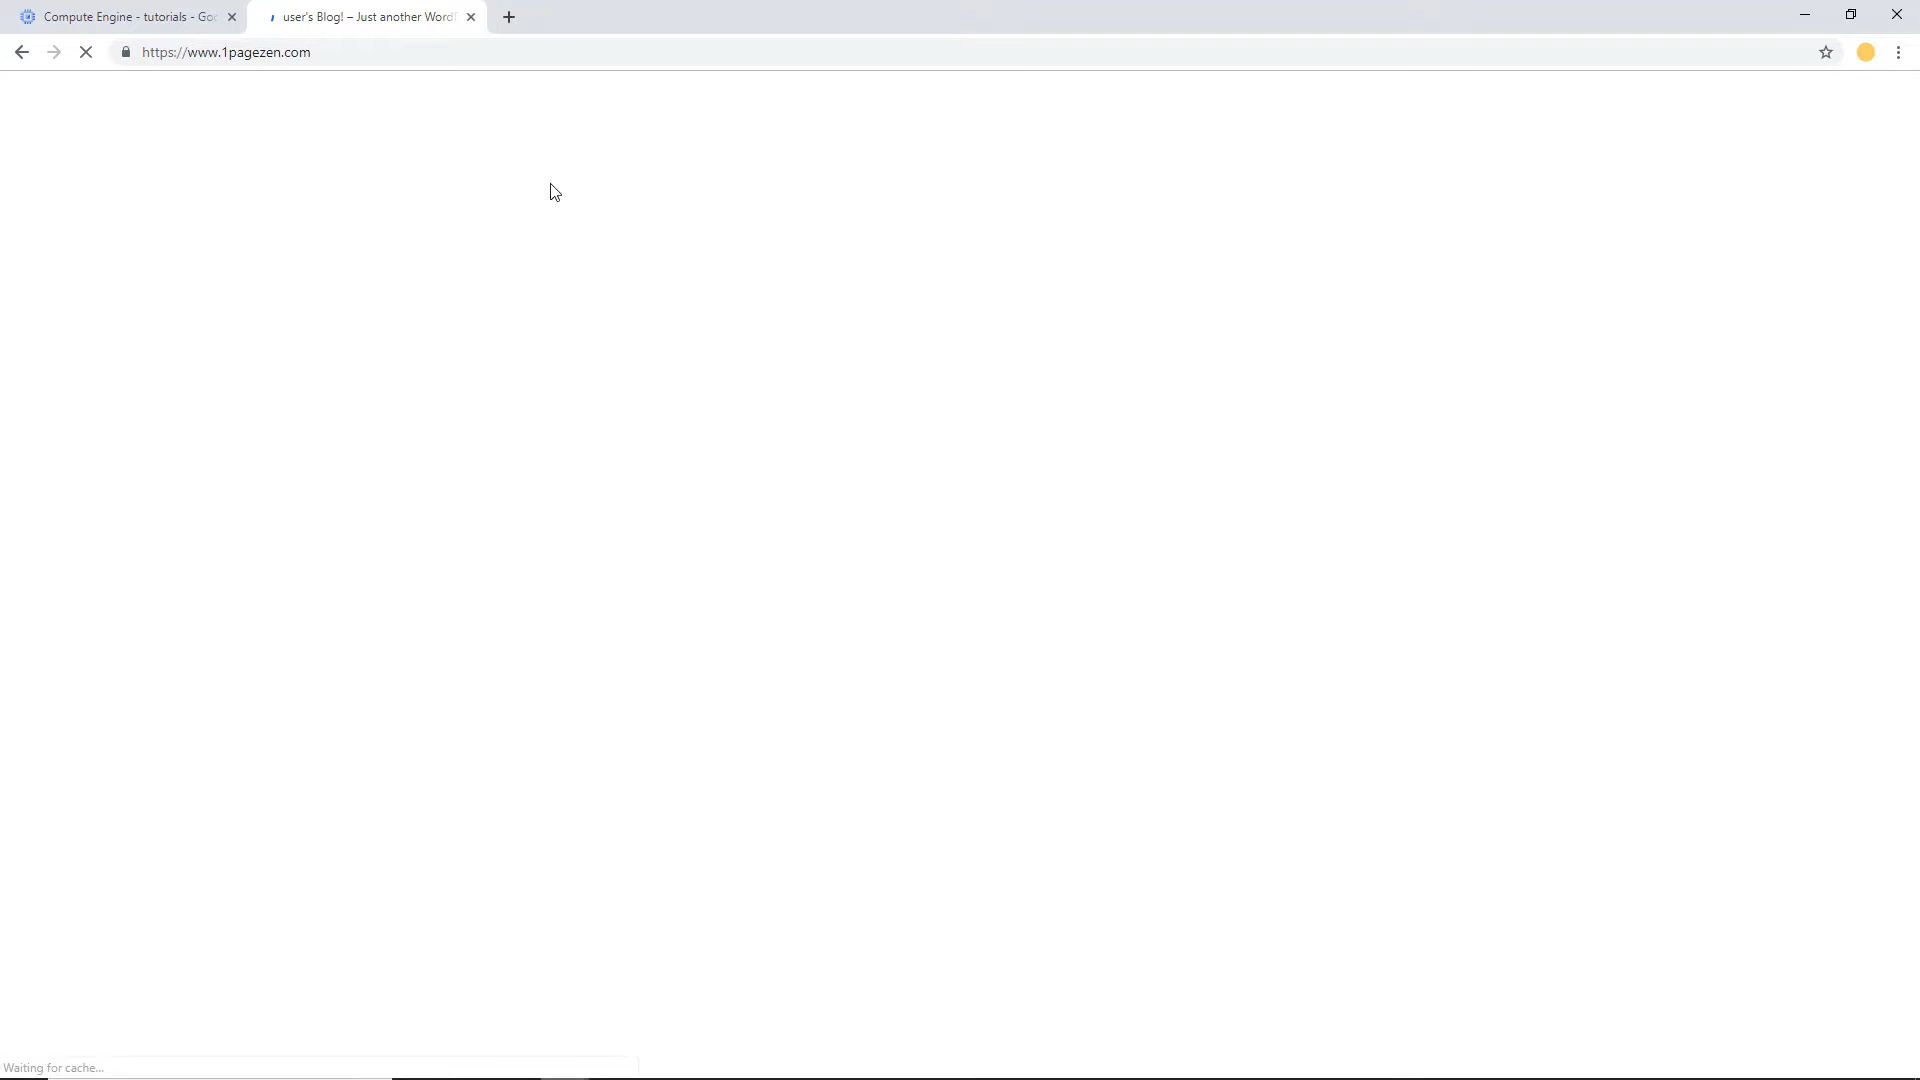 Compute Engine - tutorials - Goo
user's Blog! – Just another Word
https://www.1pagezen.com
Waiting for cache...